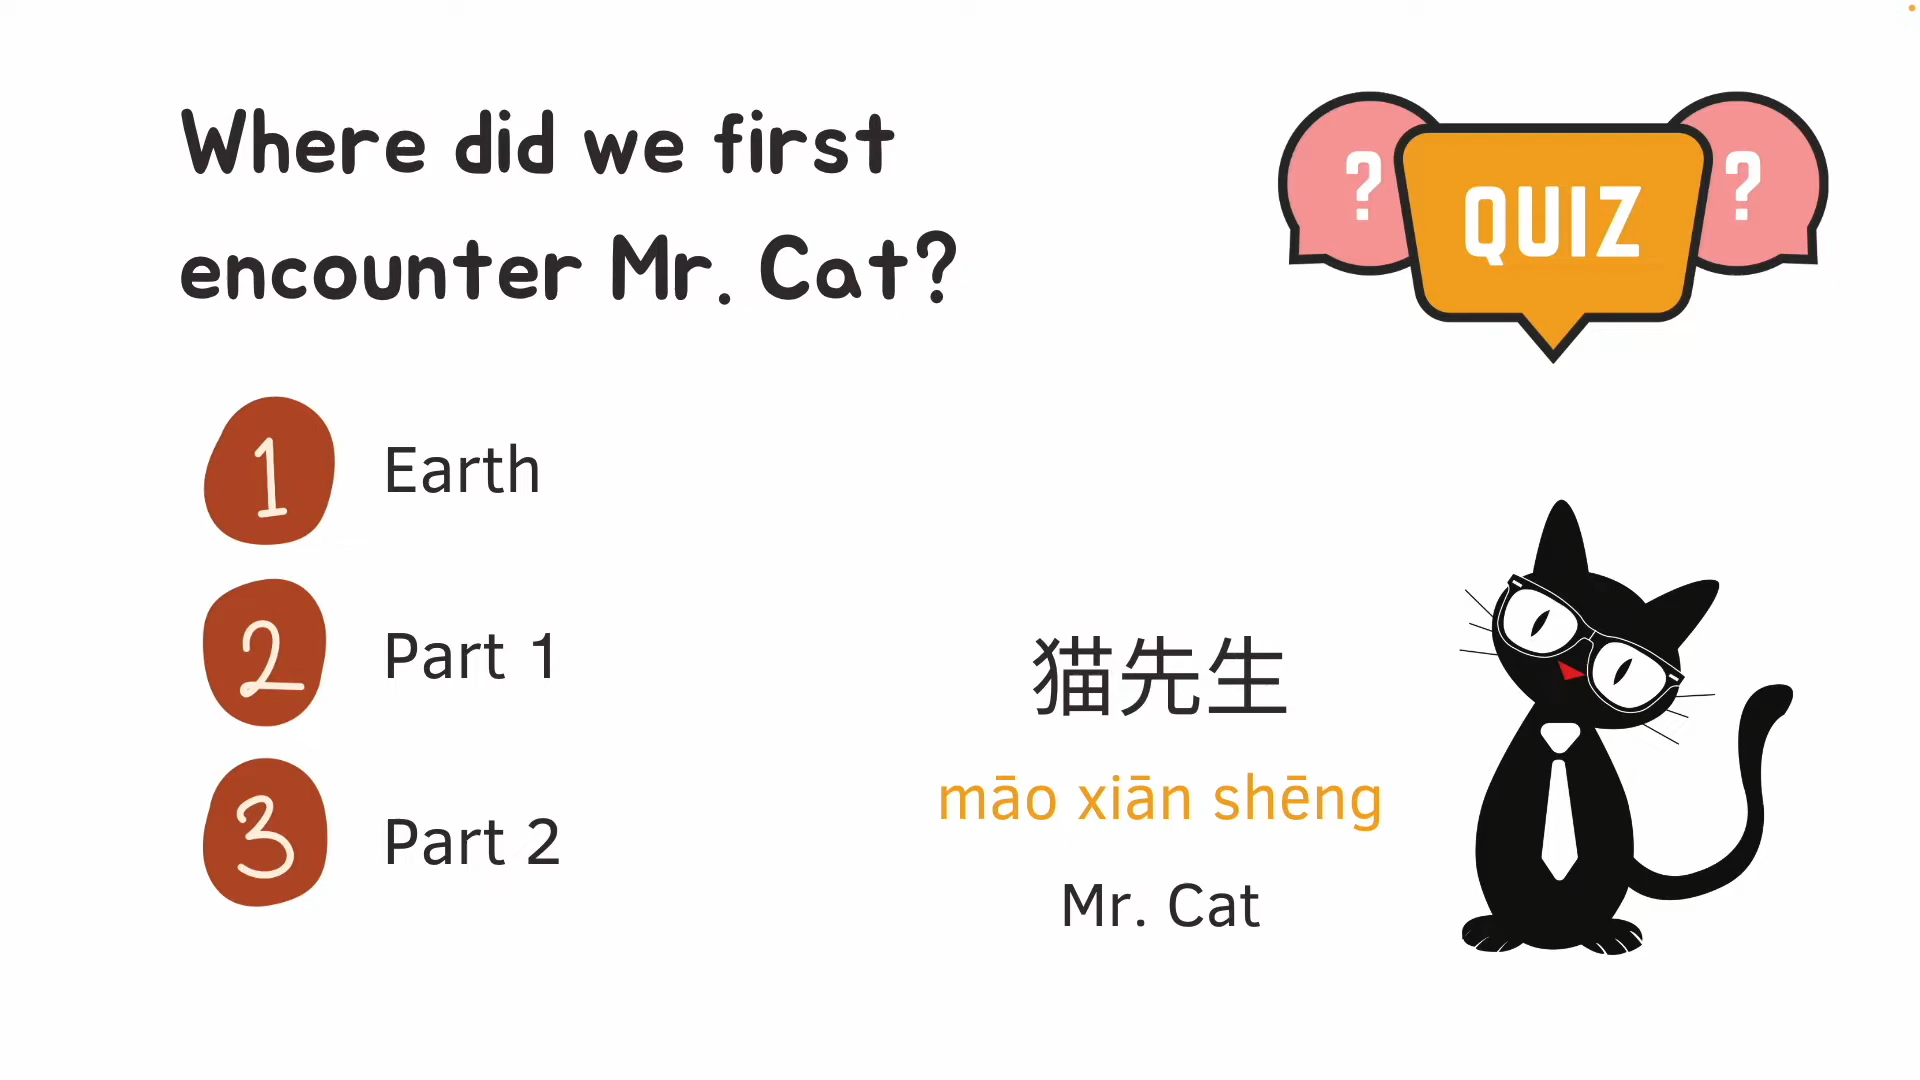 Where did we first
encounter Mr. Cat?
? QUIZ ?
1 Earth
2 Part 1
3 Part 2
猫先生
māo xiān shēng
Mr. Cat